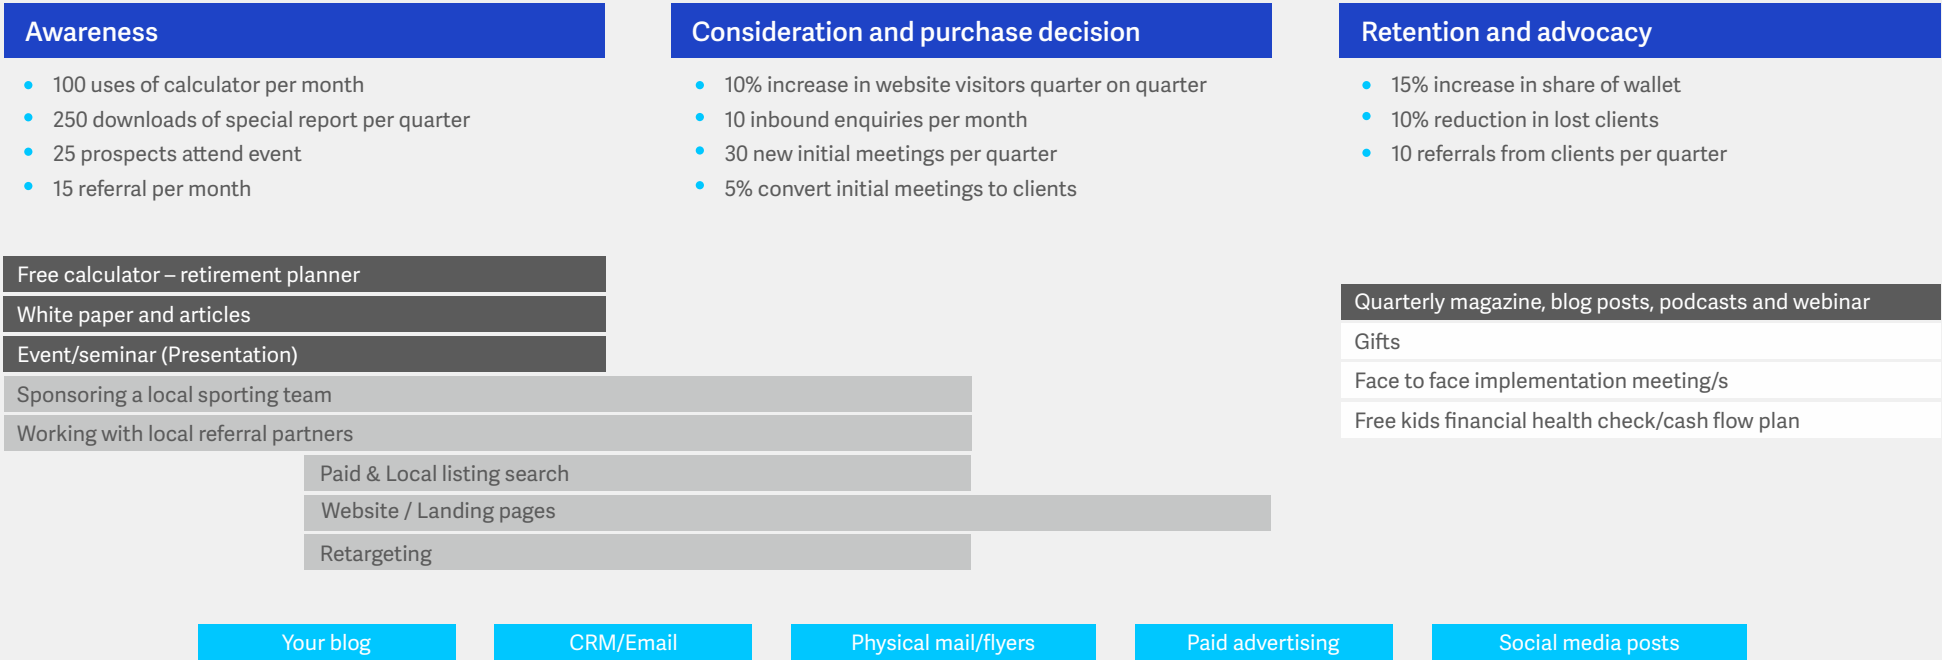 Awareness
100 uses of calculator per month
250 downloads of special report per quarter
25 prospects attend event
15 referral per month
Consideration and purchase decision
10% increase in website visitors quarter on quarter
10 inbound enquiries per month
30 new initial meetings per quarter
5% convert initial meetings to clients
Retention and advocacy
15% increase in share of wallet
10% reduction in lost clients
10 referrals from clients per quarter
Free calculator – retirement planner
White paper and articles
Event/seminar (Presentation)
Sponsoring a local sporting team
Working with local referral partners
Paid & Local listing search
Website / Landing pages
Retargeting
Quarterly magazine, blog posts, podcasts and webinar
Gifts
Face to face implementation meeting/s
Free kids financial health check/cash flow plan
Your blog
CRM/Email
Physical mail/flyers
Paid advertising
Social media posts